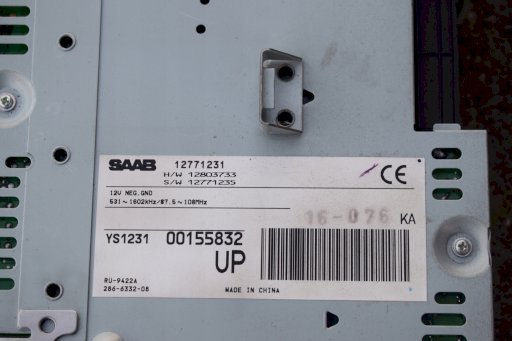 SAAB 12771231
H/W 12803733
S/W 12771235
CE
12V NEG.GND
531~1602kHz/87.5~108MHz
16-076 KA
YS1231 00155832
UP
RU-9422A
286-6332-08
MADE IN CHINA